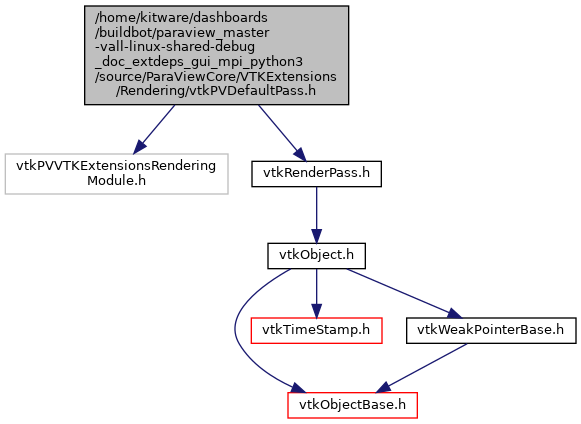 /home/kitware/dashboards
/buildbot/paraview_master
-vall-linux-shared-debug
_doc_extdeps_gui_mpi_python3
/source/ParaViewCore/VTKExtensions
/Rendering/vtkPVDefaultPass.h
vtkPVVTKExtensionsRendering
Module.h
vtkRenderPass.h
vtkObject.h
vtkTimeStamp.h
vtkWeakPointerBase.h
vtkObjectBase.h